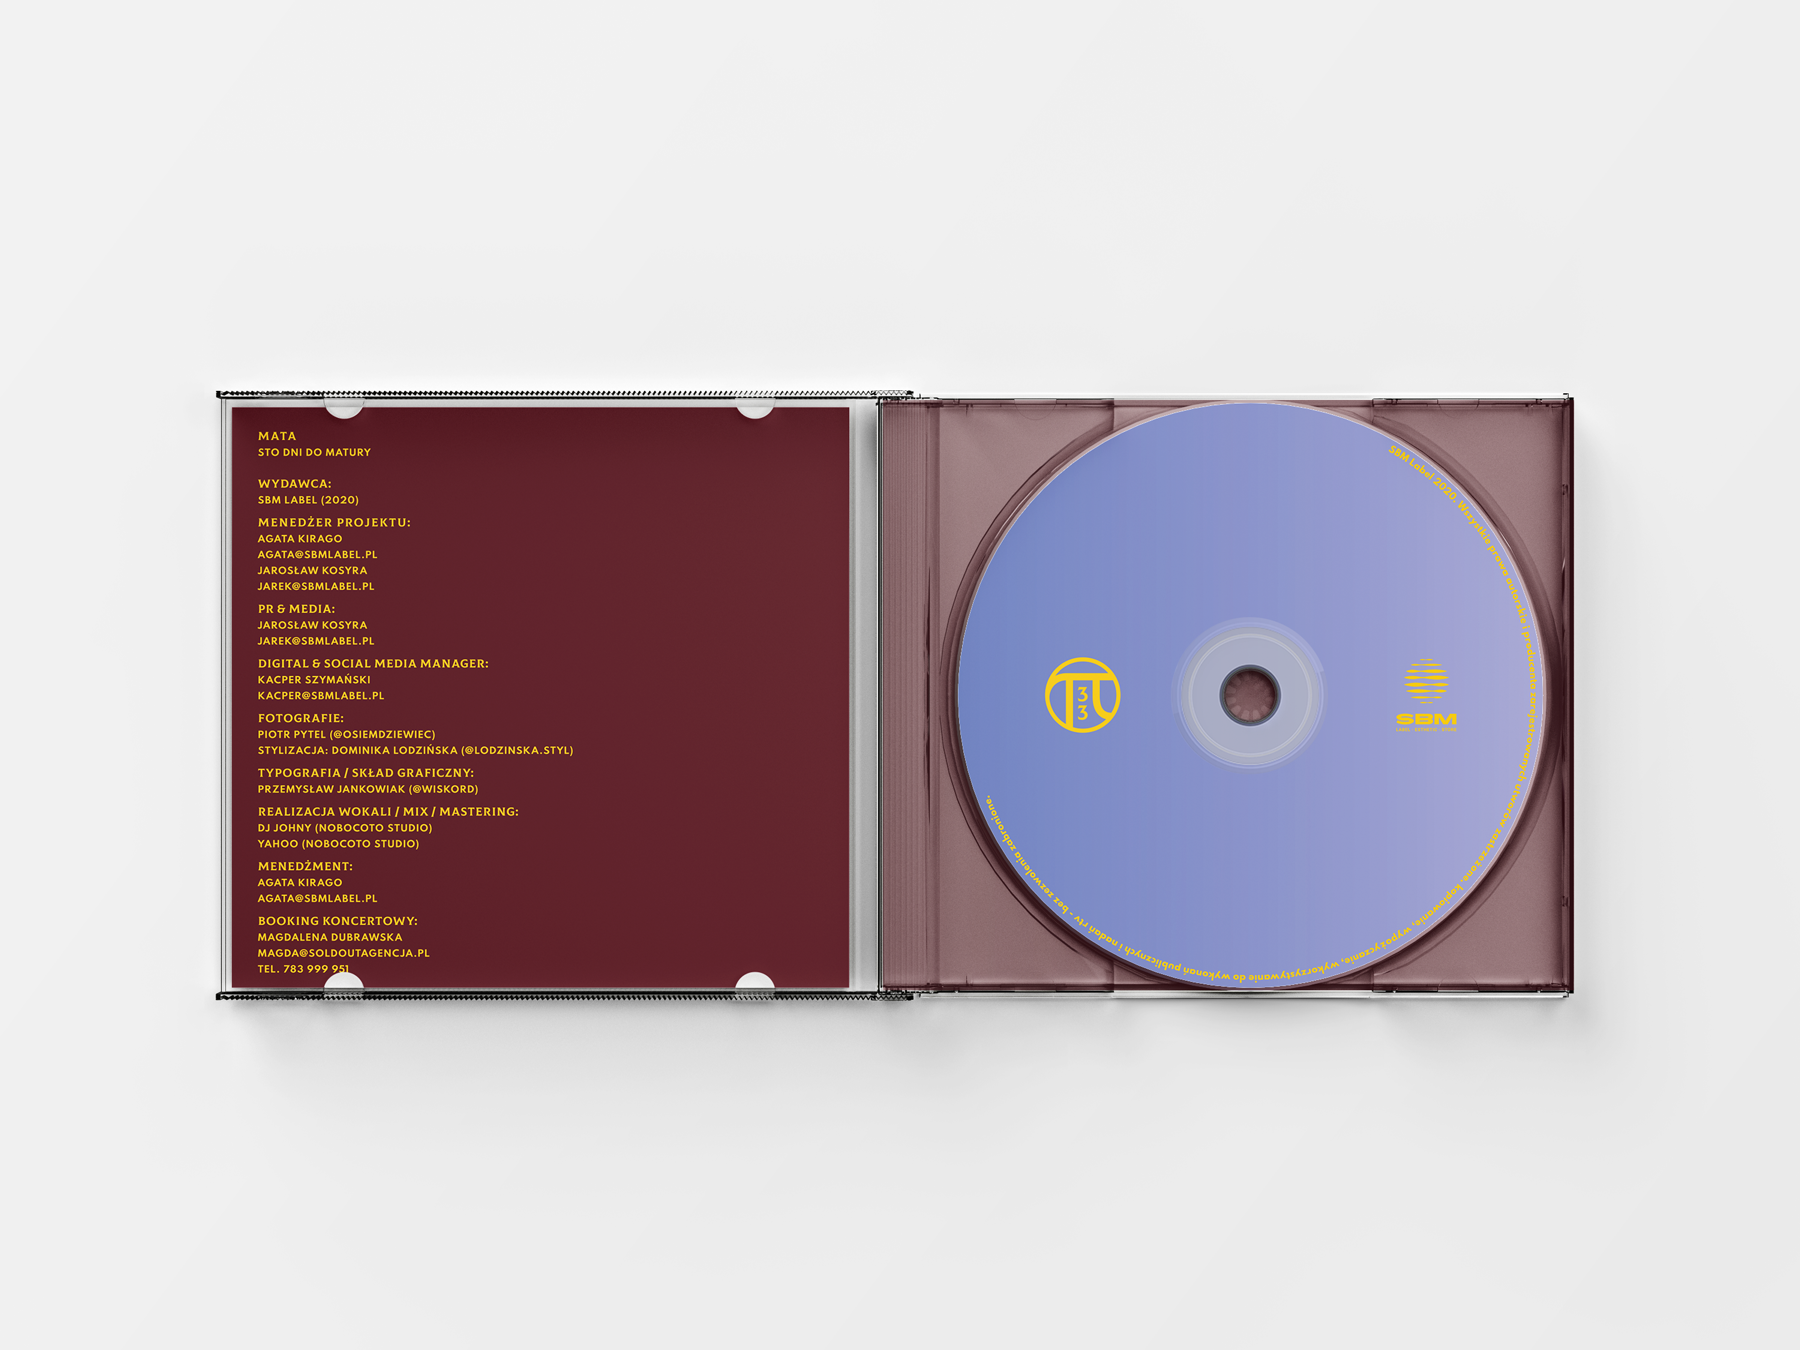 MATA
STO DNI DO MATURY
WYDAWCA:
SBM LABEL (2020)
MENEDŻER PROJEKTU:
AGATA KIRAGO
AGATA@SBMLABEL.PL
JAROSŁAW KOSYRA
JAREK@SBMLABEL.PL
PR & MEDIA:
JAROSŁAW KOSYRA
JAREK@SBMLABEL.PL
DIGITAL & SOCIAL MEDIA MANAGER:
KACPER SZYMAŃSKI
KACPER@SBMLABEL.PL
FOTOGRAFIE:
PIOTR PYTEL (@OSIEMDZIEWIEC)
STYLIZACJA: DOMINIKA LODZIŃSKA (@LODZINSKA.STYL)
TYPOGRAFIA / SKŁAD GRAFICZNY:
PRZEMYSŁAW JANKOWIAK (@WISKORD)
REALIZACJA WOKALI / MIX / MASTERING:
DJ JOHNY (NOBOCOTO STUDIO)
YAHOO (NOBOCOTO STUDIO)
MENEDŻMENT:
AGATA KIRAGO
AGATA@SBMLABEL.PL
BOOKING KONCERTOWY:
MAGDALENA DUBRAWSKA
MAGDA@SOLDOUTAGENCJA.PL
TEL. 783 999 951
π
33
SBM
SBM Label 2020. Wszystkie prawa autorskie i producenta zarejestrowanych utworów zastrzeżone. kopiowanie, wypożyczanie, wykorzystywanie do wykonań publicznych i nadań rtv - bez zezwolenia zabronione.